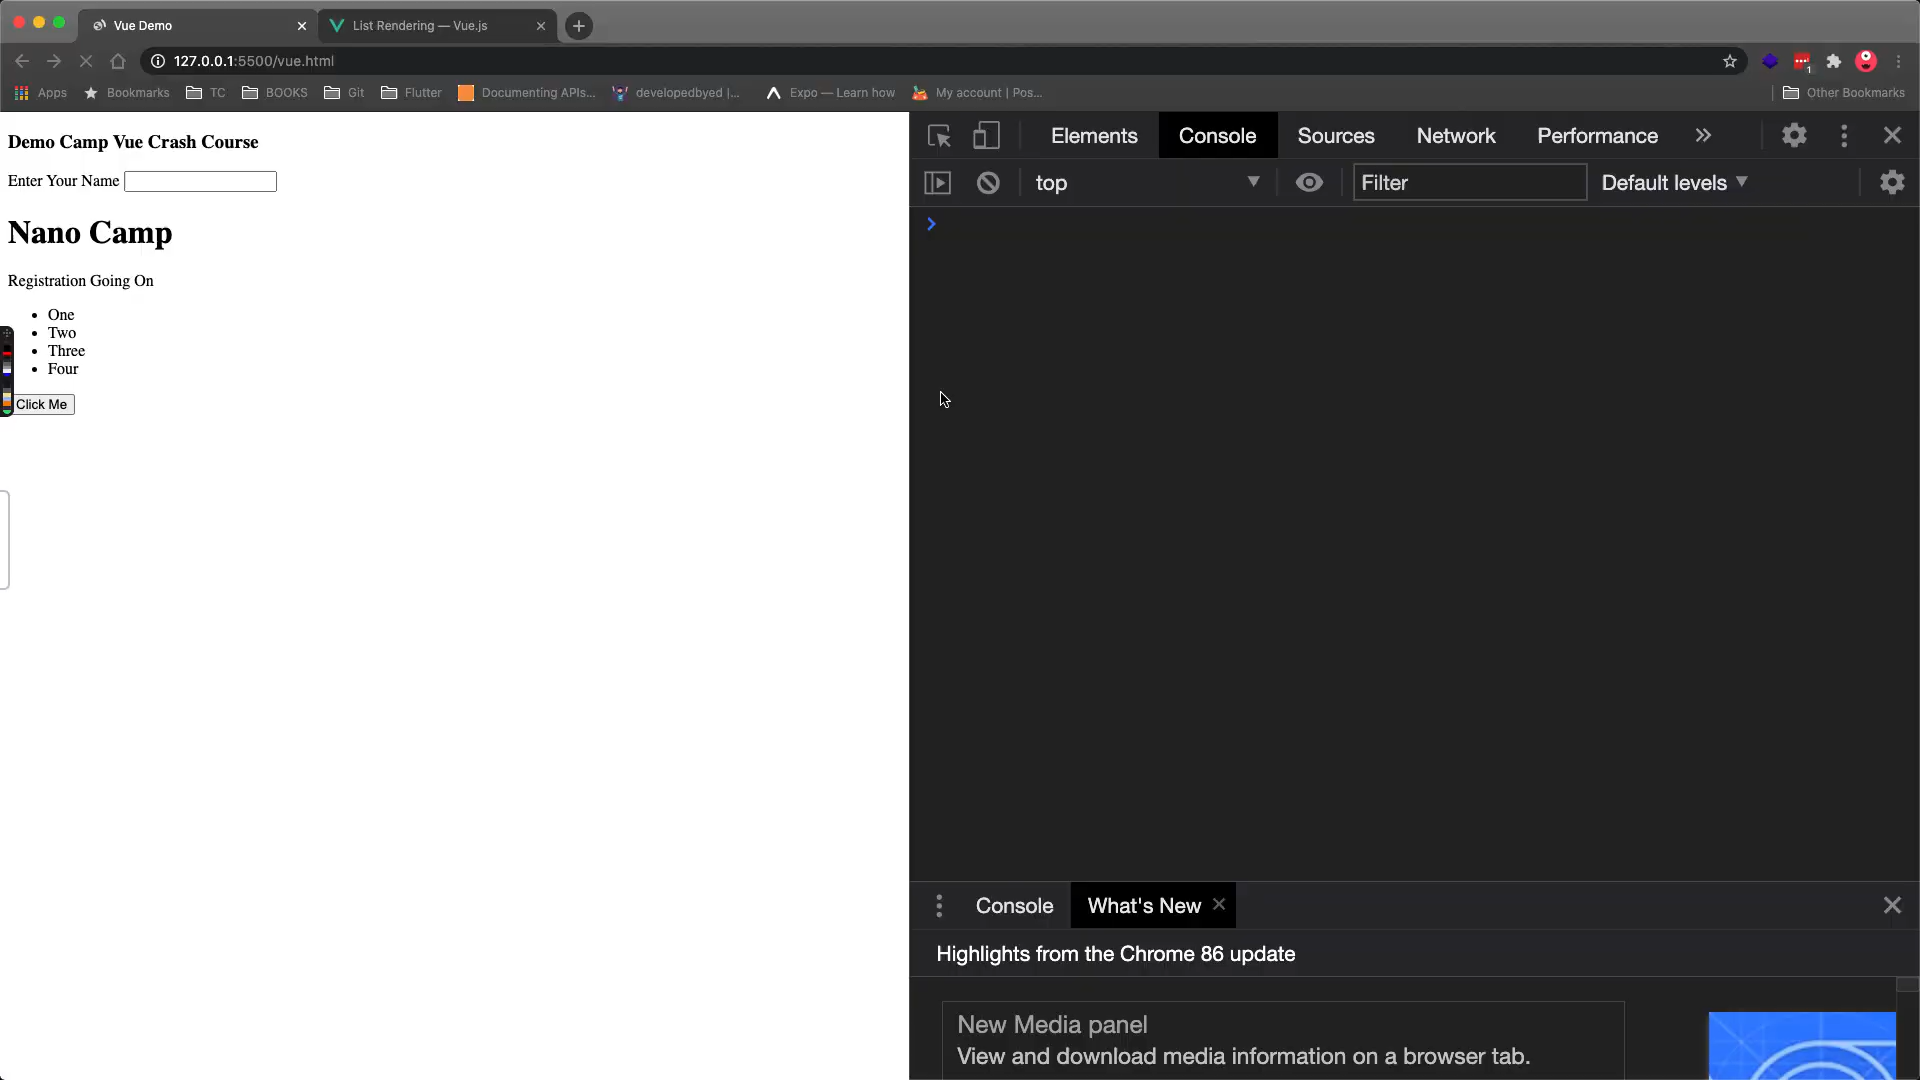 Vue Demo
List Rendering — Vue.js
127.0.0.1:5500/vue.html
1
Apps
Bookmarks
TC
BOOKS
Git
Flutter
Documenting APIs...
developedbyed |...
Expo — Learn how
My account | Pos...
Other Bookmarks
Demo Camp Vue Crash Course
Enter Your Name
Nano Camp
Registration Going On
One
Two
Three
Four
Click Me
Elements
Console
Sources
Network
Performance
top
Filter
Default levels
Console
What's New
Highlights from the Chrome 86 update
New Media panel
View and download media information on a browser tab.